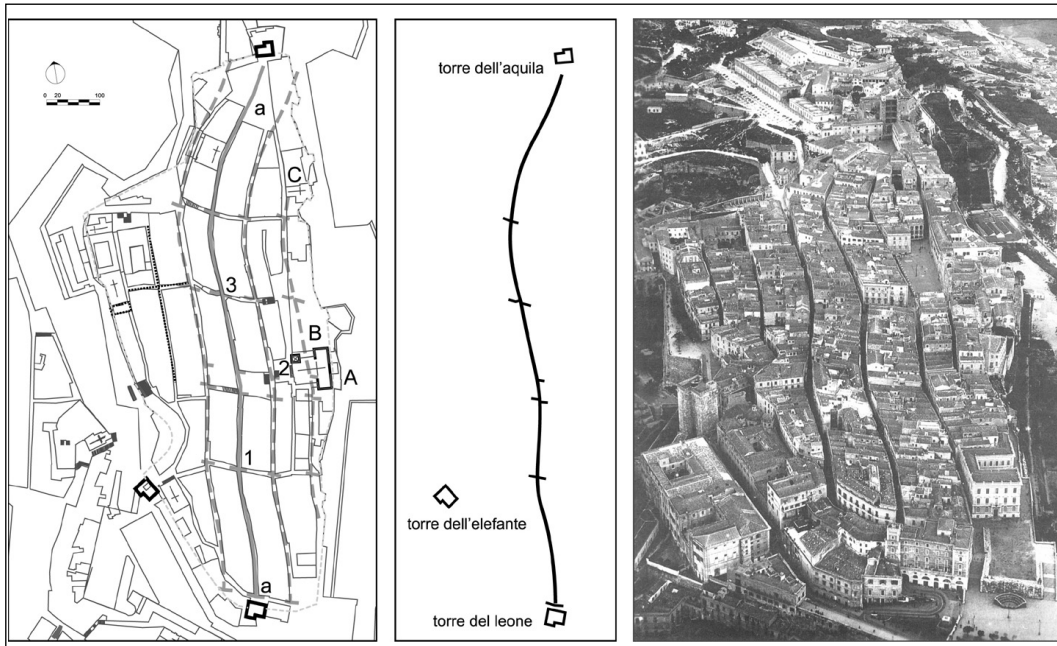 0 20 100
a
C
3
B
2
A
1
a
torre dell'aquila
torre dell'elefante
torre del leone